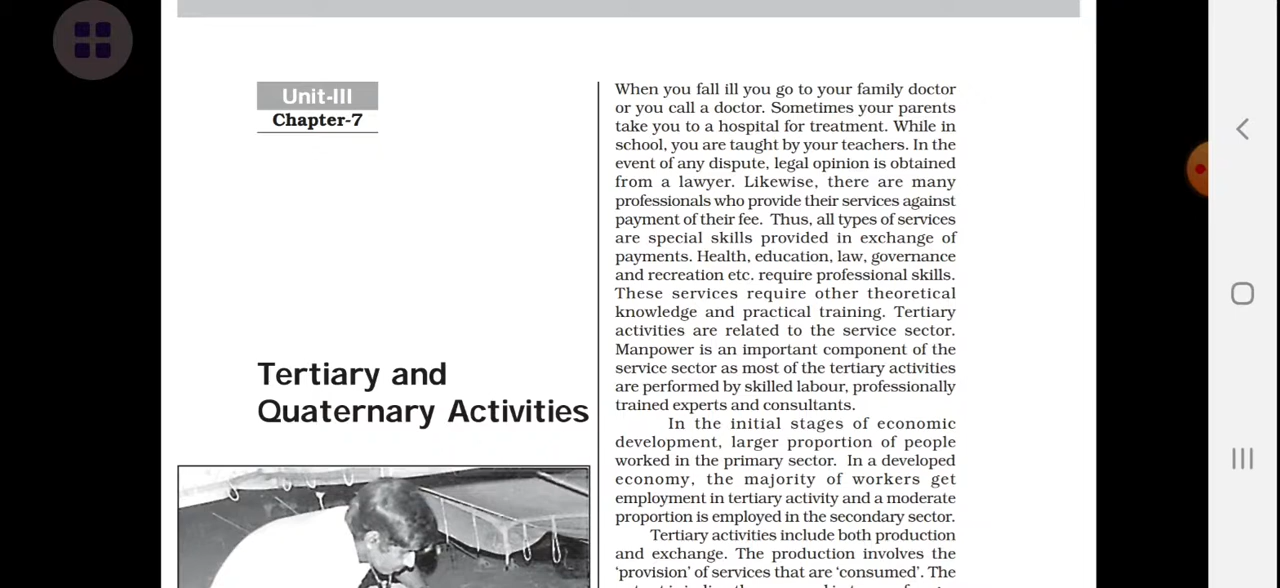 Unit-III
Chapter-7
Tertiary and
Quaternary Activities
When you fall ill you go to your family doctor
or you call a doctor. Sometimes your parents
take you to a hospital for treatment. While in
school, you are taught by your teachers. In the
event of any dispute, legal opinion is obtained
from a lawyer. Likewise, there are many
professionals who provide their services against
payment of their fee. Thus, all types of services
are special skills provided in exchange of
payments. Health, education, law, governance
and recreation etc. require professional skills.
These services require other theoretical
knowledge and practical training. Tertiary
activities are related to the service sector.
Manpower is an important component of the
service sector as most of the tertiary activities
are performed by skilled labour, professionally
trained experts and consultants.
In the initial stages of economic
development, larger proportion of people
worked in the primary sector. In a developed
economy, the majority of workers get
employment in tertiary activity and a moderate
proportion is employed in the secondary sector.
Tertiary activities include both production
and exchange. The production involves the
‘provision’ of services that are ‘consumed’. The